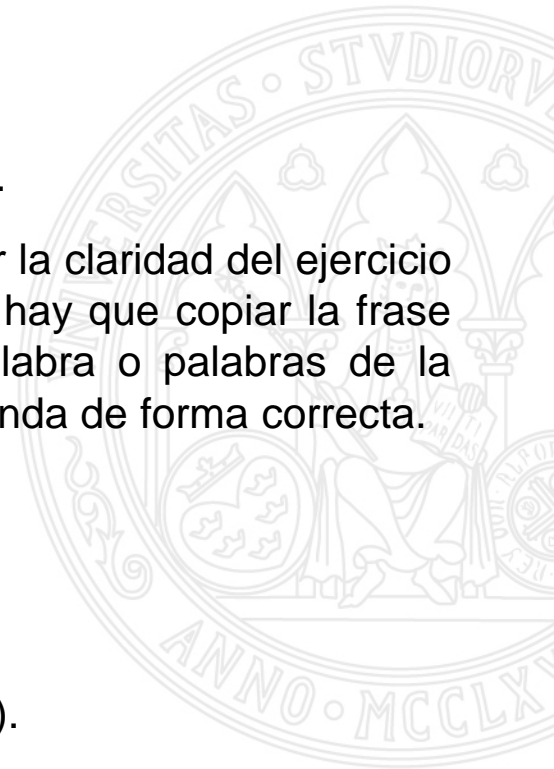 .
r la claridad del ejercicio
hay que copiar la frase
labra o palabras de la
nda de forma correcta.
).
UNIVERSITAS · STVDIORV
ANNO · MCCLX